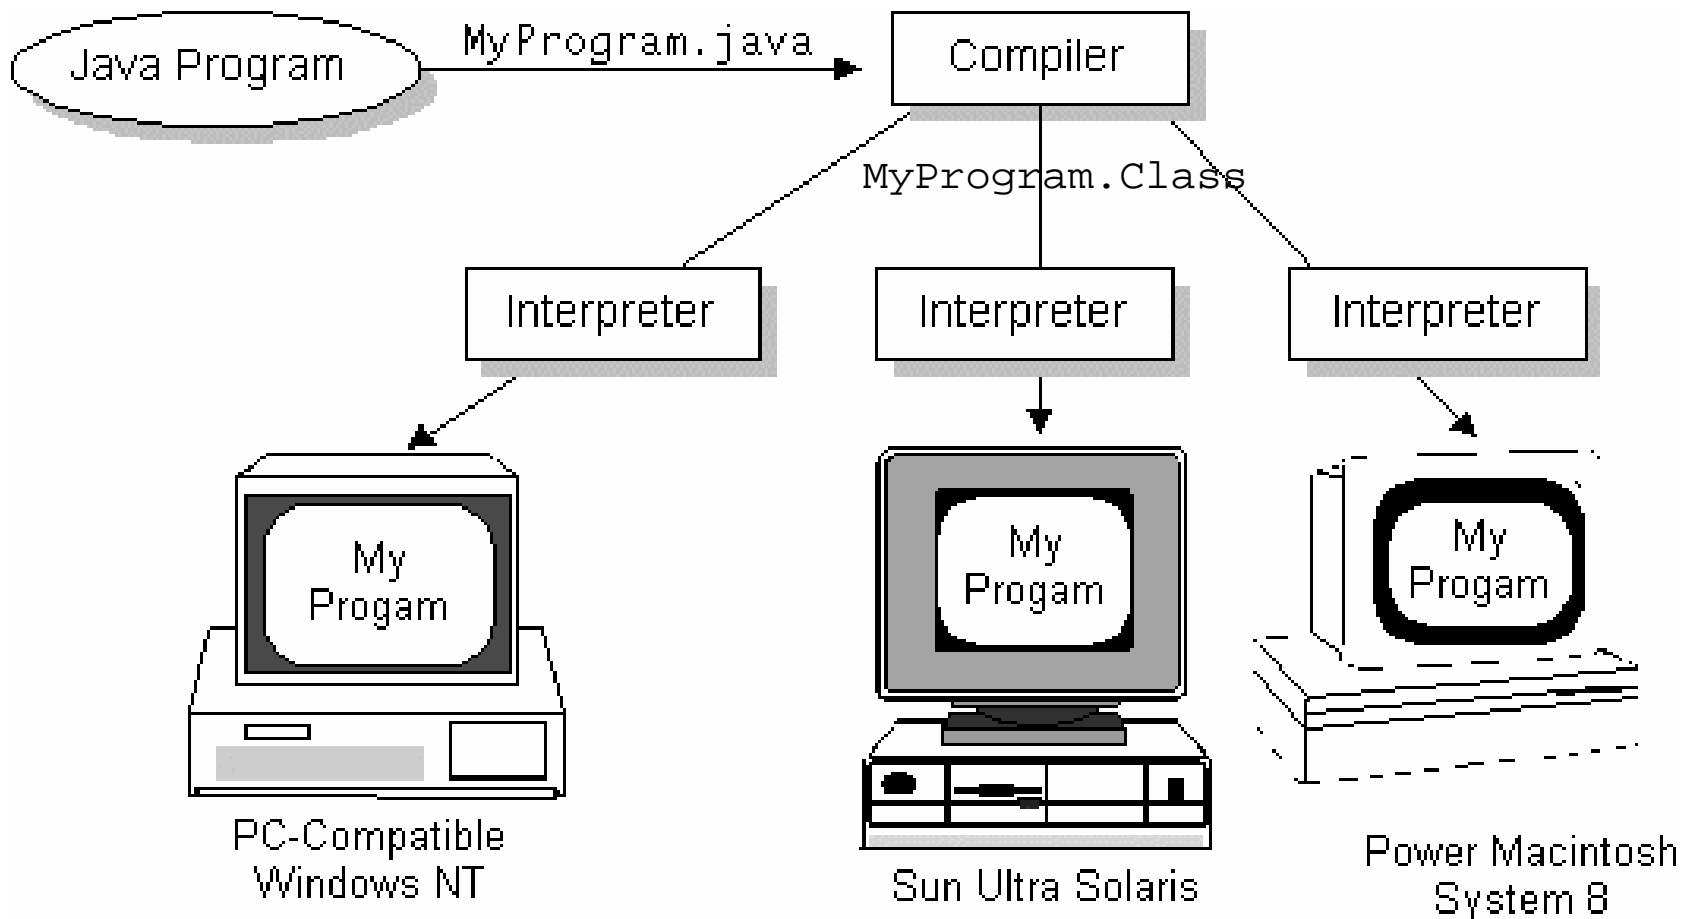 Java Program
MyProgram.java
Compiler
MyProgram.Class
Interpreter
Interpreter
Interpreter
My
Progam
My
Progam
My
Progam
PC-Compatible
Windows NT
Sun Ultra Solaris
Power Macintosh
System 8